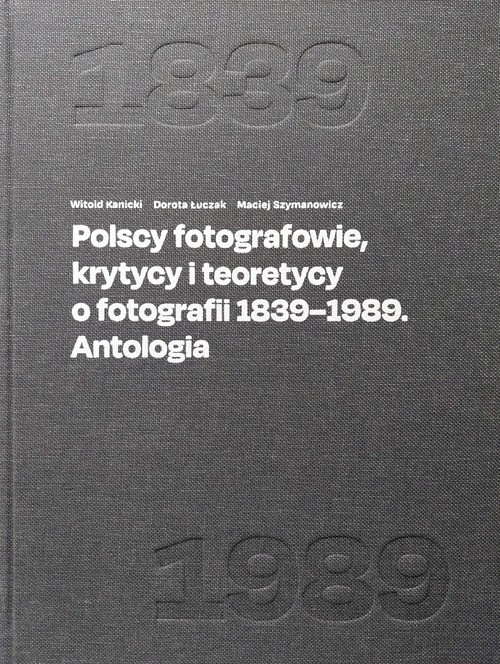 1839
Witold Kanicki Dorota Łuczak Maciej Szymanowicz
Polscy fotografowie,
krytycy i teoretycy
o fotografii 1839–1989.
Antologia
1989